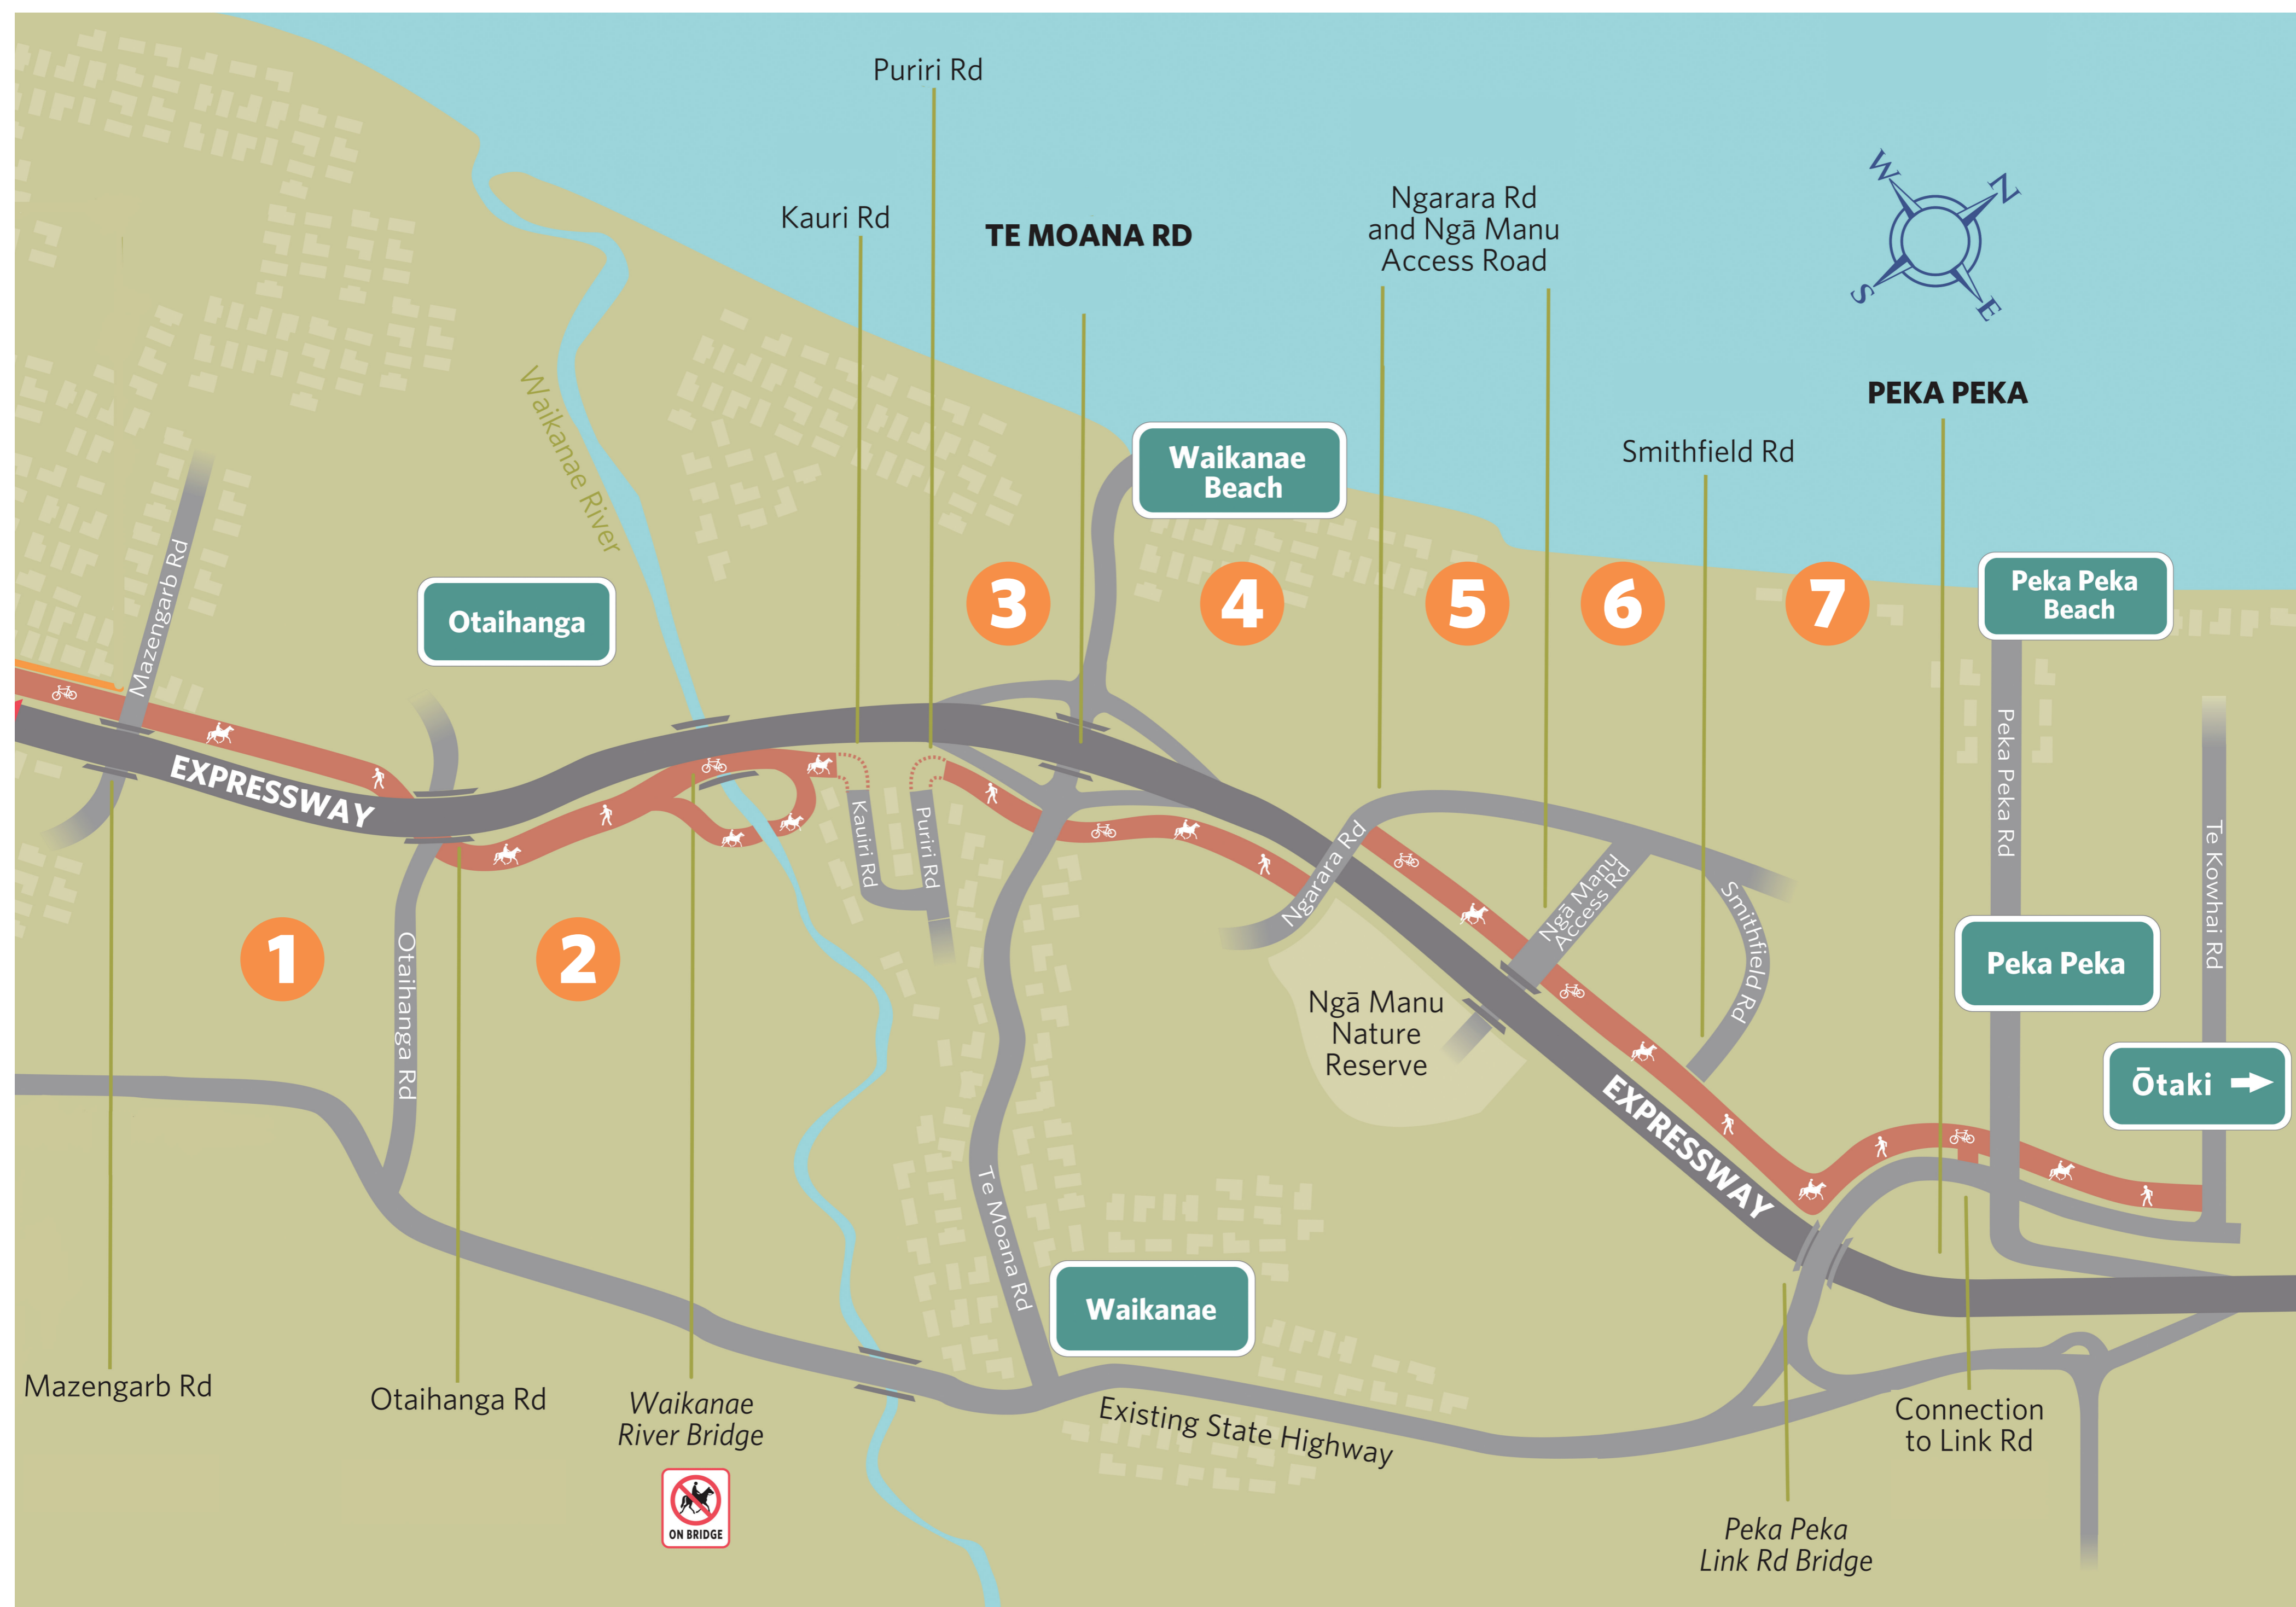 Puriri Rd
Kauri Rd
TE MOANA RD
Ngarara Rd
and Ngā Manu
Access Road
W
N
S
E
PEKA PEKA
Smithfield Rd
Waikanae River
Waikanae
Beach
Otaihanga
Mazengarb Rd
3
4
5
6
7
Peka Peka
Beach
EXPRESSWAY
Kauiri Rd
Puriri Rd
Ngarara Rd
Ngā Manu
Access Rd
Smithfield Rd
Peka Peka Rd
Te Kowhai Rd
1
2
Otaihanga Rd
Ngā Manu
Nature
Reserve
Peka Peka
Ōtaki
EXPRESSWAY
Te Moana Rd
Waikanae
Existing State Highway
Mazengarb Rd
Otaihanga Rd
Waikanae
River Bridge
ON BRIDGE
Connection
to Link Rd
Peka Peka
Link Rd Bridge